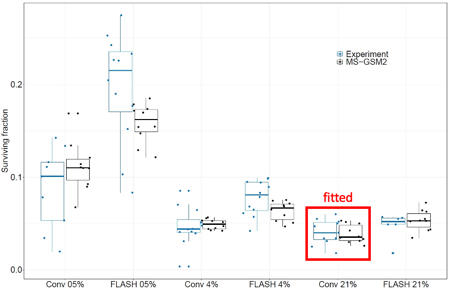 Surviving fraction
0.2
0.1
0.0
Experiment
MS-GSM2
fitted
Conv 05% FLASH 05% Conv 4% FLASH 4% Conv 21% FLASH 21%